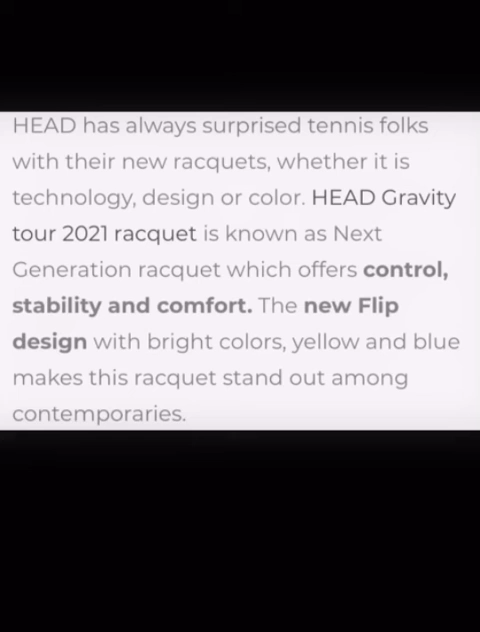 HEAD has always surprised tennis folks
with their new racquets, whether it is
technology, design or color. HEAD Gravity
tour 2021 racquet is known as Next
Generation racquet which offers control,
stability and comfort. The new Flip
design with bright colors, yellow and blue
makes this racquet stand out among
contemporaries.